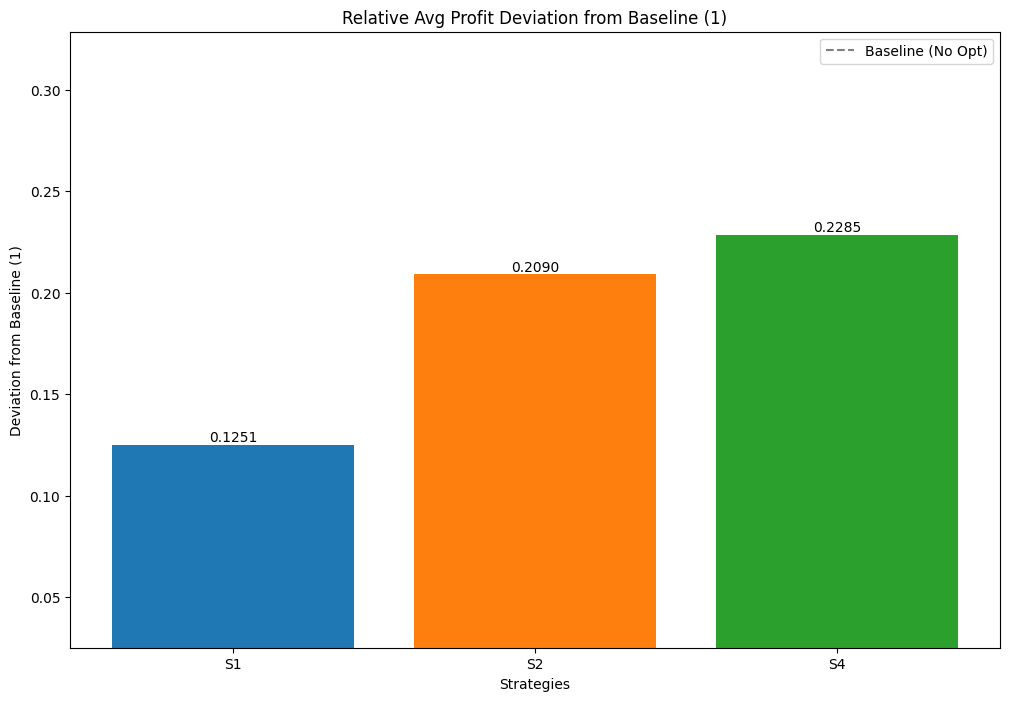 Relative Avg Profit Deviation from Baseline (1)
Baseline (No Opt)
Deviation from Baseline (1)
0.30
0.25
0.20
0.15
0.10
0.05
0.1251
0.2090
0.2285
S1
S2
S4
Strategies